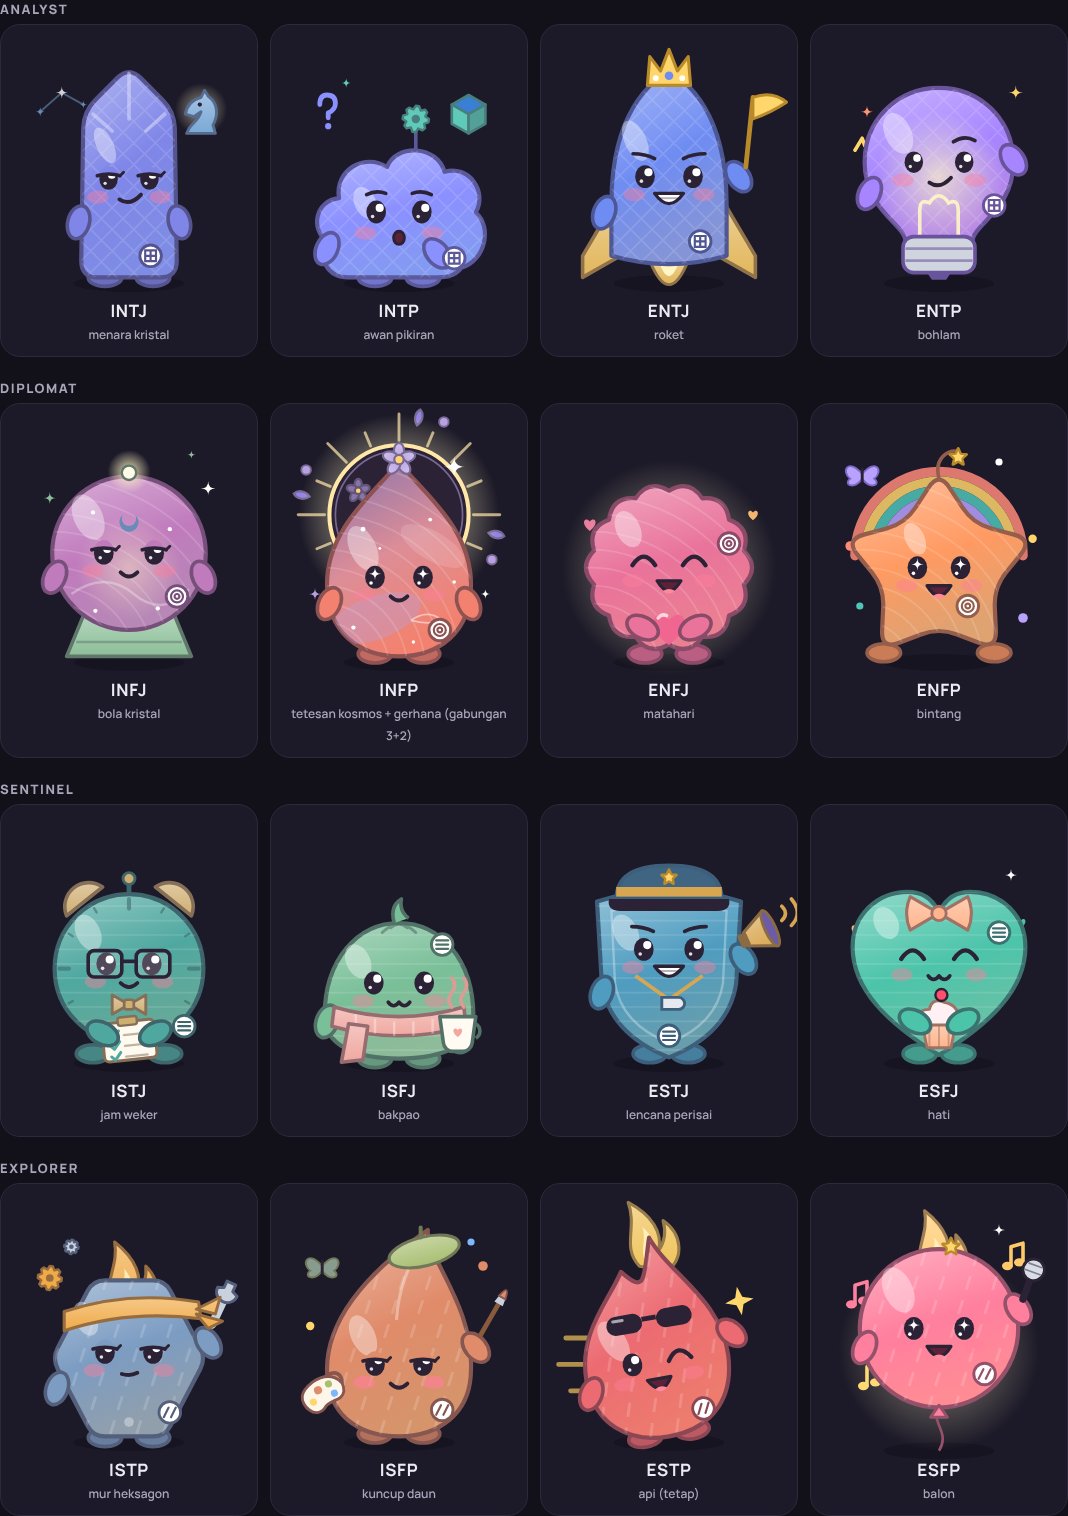 ANALYST
INTJ
menara kristal
?
INTP
awan pikiran
ENTJ
roket
ENTP
bohlam
DIPLOMAT
INFJ
bola kristal
INFP
tetesan kosmos + gerhana (gabungan
3+2)
ENFJ
matahari
ENFP
bintang
SENTINEL
ISTJ
jam weker
ISFJ
bakpao
ESTJ
lencana perisai
ESFJ
hati
EXPLORER
ISTP
mur heksagon
ISFP
kuncup daun
ESTP
api (tetap)
ESFP
balon